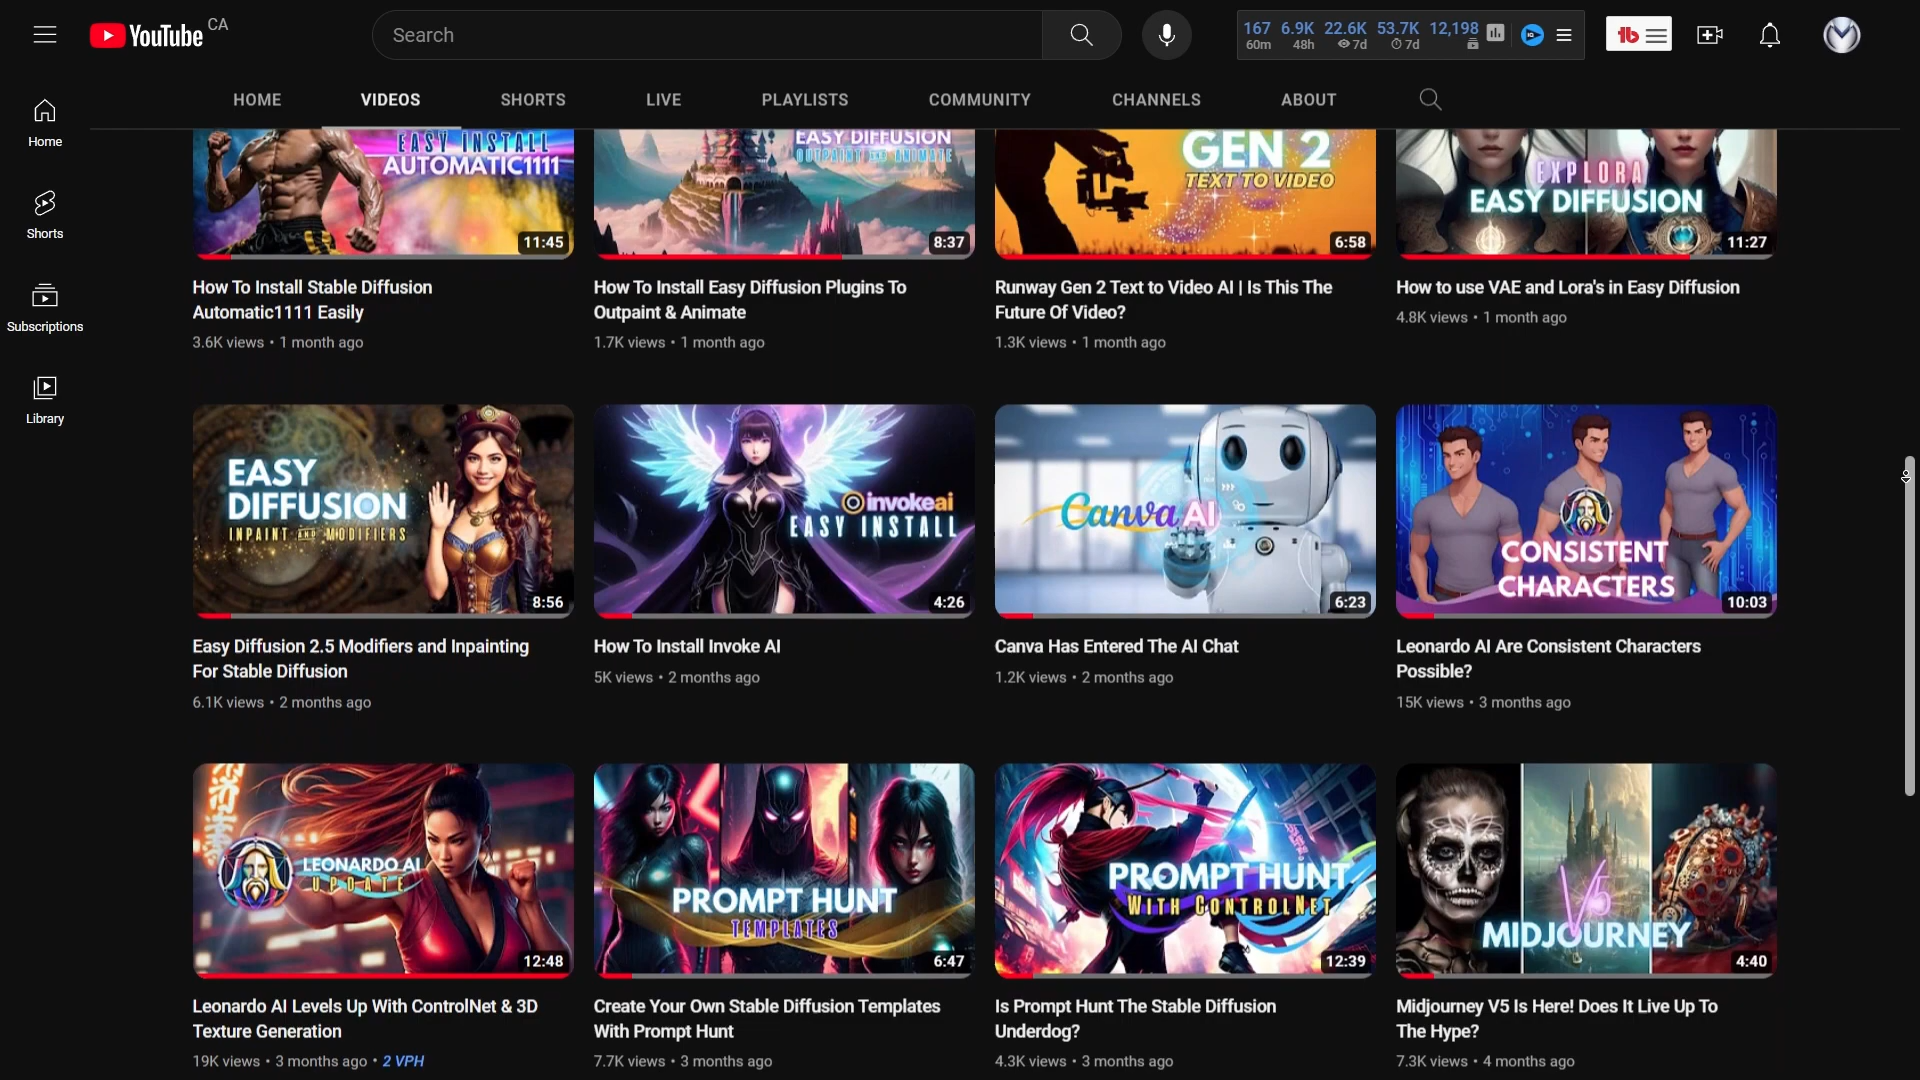 YouTube CA
Search
167 6.9K 22.6K 53.7K 12,198
60m 48h 7d 7d
IQ
tb
HOME VIDEOS SHORTS LIVE PLAYLISTS COMMUNITY CHANNELS ABOUT
Home
Shorts
Subscriptions
Library
EASY INSTALL
AUTOMATIC1111
11:45
EASY DIFFUSION
OUTPAINT AND ANIMATE
8:37
GEN 2
TEXT TO VIDEO
6:58
EXPLORA
EASY DIFFUSION
11:27
How To Install Stable Diffusion
Automatic1111 Easily
3.6K views • 1 month ago
How To Install Easy Diffusion Plugins To
Outpaint & Animate
1.7K views • 1 month ago
Runway Gen 2 Text to Video AI | Is This The
Future Of Video?
1.3K views • 1 month ago
How to use VAE and Lora's in Easy Diffusion
4.8K views • 1 month ago
EASY
DIFFUSION
INPAINT AND MODIFIERS
8:56
invokeai
EASY INSTALL
4:26
Canva AI
6:23
CONSISTENT
CHARACTERS
10:03
Easy Diffusion 2.5 Modifiers and Inpainting
For Stable Diffusion
6.1K views • 2 months ago
How To Install Invoke AI
5K views • 2 months ago
Canva Has Entered The AI Chat
1.2K views • 2 months ago
Leonardo AI Are Consistent Characters
Possible?
15K views • 3 months ago
LEONARDO AI
UPDATE
12:48
PROMPT HUNT
TEMPLATES
6:47
PROMPT HUNT
WITH CONTROLNET
12:39
V5
MIDJOURNEY
4:40
Leonardo AI Levels Up With ControlNet & 3D
Texture Generation
19K views • 3 months ago • 2 VPH
Create Your Own Stable Diffusion Templates
With Prompt Hunt
7.7K views • 3 months ago
Is Prompt Hunt The Stable Diffusion
Underdog?
4.3K views • 3 months ago
Midjourney V5 Is Here! Does It Live Up To
The Hype?
7.3K views • 4 months ago